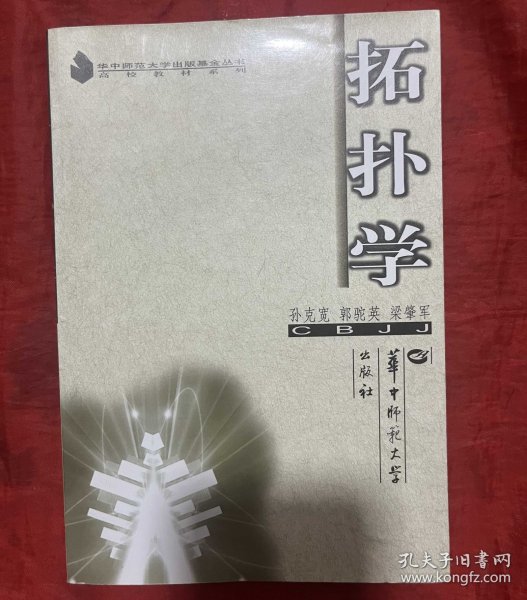 华中师范大学出版基金丛书
高校教材系列
拓扑学
孙克宽 郭驼英 梁肇军
CBJJ
華中师範大学
出版社
孔夫子旧书网
www.kongfz.com